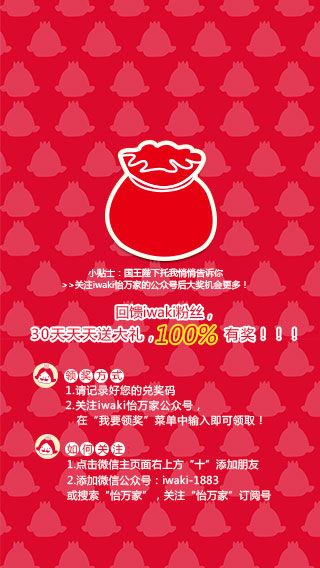 小贴士：国王陛下托我悄悄告诉你
>>关注iwaki怡万家的公众号后大奖机会更多！
回馈iwaki粉丝，
30天天天送大礼，100% 有奖！！！
领奖方式
1.请记录好您的兑奖码
2.关注iwaki怡万家公众号，
在“我要领奖”菜单中输入即可领取！
如何关注
1.点击微信主页面右上方“十”添加朋友
2.添加微信公众号：iwaki-1883
或搜索“怡万家”，关注“怡万家”订阅号